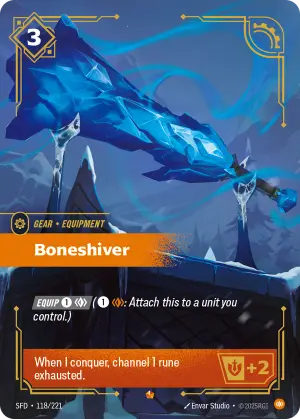 3
GEAR • EQUIPMENT
Boneshiver
EQUIP 1 (1 : Attach this to a unit you
control.)
When I conquer, channel 1 rune
exhausted.
+2
SFD • 118/221
Envar Studio • ©2025RGI